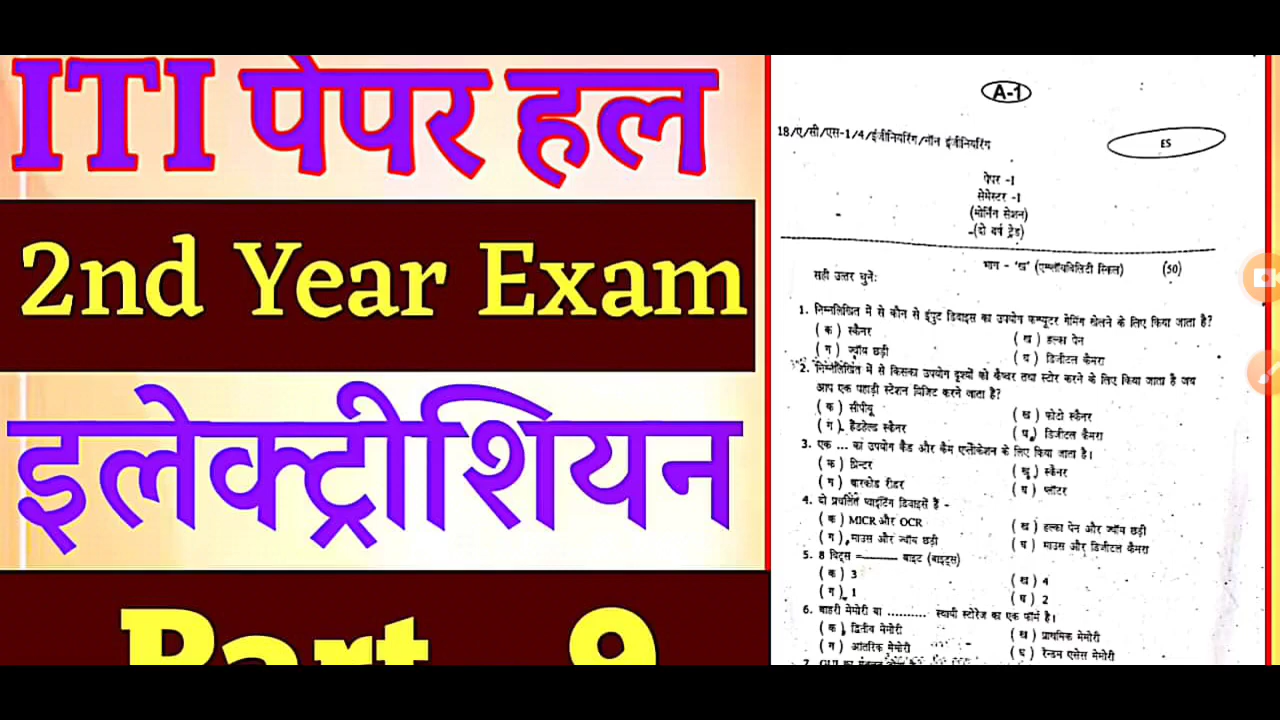 ITI पेपर हल
2nd Year Exam
इलेक्ट्रीशियन
Part 9
A-1
18/ए/सी/एस-1/4/इंजीनियरिंग/नॉन इंजीनियरिंग
ES
पेपर -I
सेमेस्टर -I
(मोर्निंग सेशन)
-(दो वर्ष ट्रेड)
भाग - 'ख' (एम्प्लॉयबिलिटी स्किल) (50)
सही उत्तर चुनें:
1. निम्नलिखित में से कौन से इंपुट डिवाइस का उपयोग कम्प्यूटर गेमिंग खेलने के लिए किया जाता है?
(क) स्कैनर (ख) हल्का पेन
(ग) ज्वॉय छड़ी (घ) डिजीटल कैमरा
2. निम्नलिखित में से किसका उपयोग दृश्यों को कैप्चर तथा स्टोर करने के लिए किया जाता है जब
आप एक पहाड़ी स्टेशन विजिट करने जाता है?
(क) सीपीयू (ख) फोटो स्कैनर
(ग) हैडहेल्ड स्कैनर (घ) डिजीटल कैमरा
3. एक ... का उपयोग कैड और कैम एप्लीकेशन के लिए किया जाता है।
(क) प्रिन्टर (ख) स्कैनर
(ग) बारकोड रीडर (घ) प्लॉटर
4. दो प्रचलित प्वाइंटिंग डिवाइसें हैं -
(क) MICR और OCR (ख) हल्का पेन और ज्वॉय छड़ी
(ग) माउस और ज्वॉय छड़ी (घ) माउस और डिजीटल कैमरा
5. 8 बिट्स =——— बाइट (बाइट्स)
(क) 3 (ख) 4
(ग) 1 (घ) 2
6. बाहरी मेमोरी या .......... स्थायी स्टोरेज का एक फॉर्म है।
(क) द्वितीय मेमोरी (ख) प्राथमिक मेमोरी
(ग) आंतरिक मेमोरी (घ) रेन्डम एसेस मेमोरी
7. GUI का